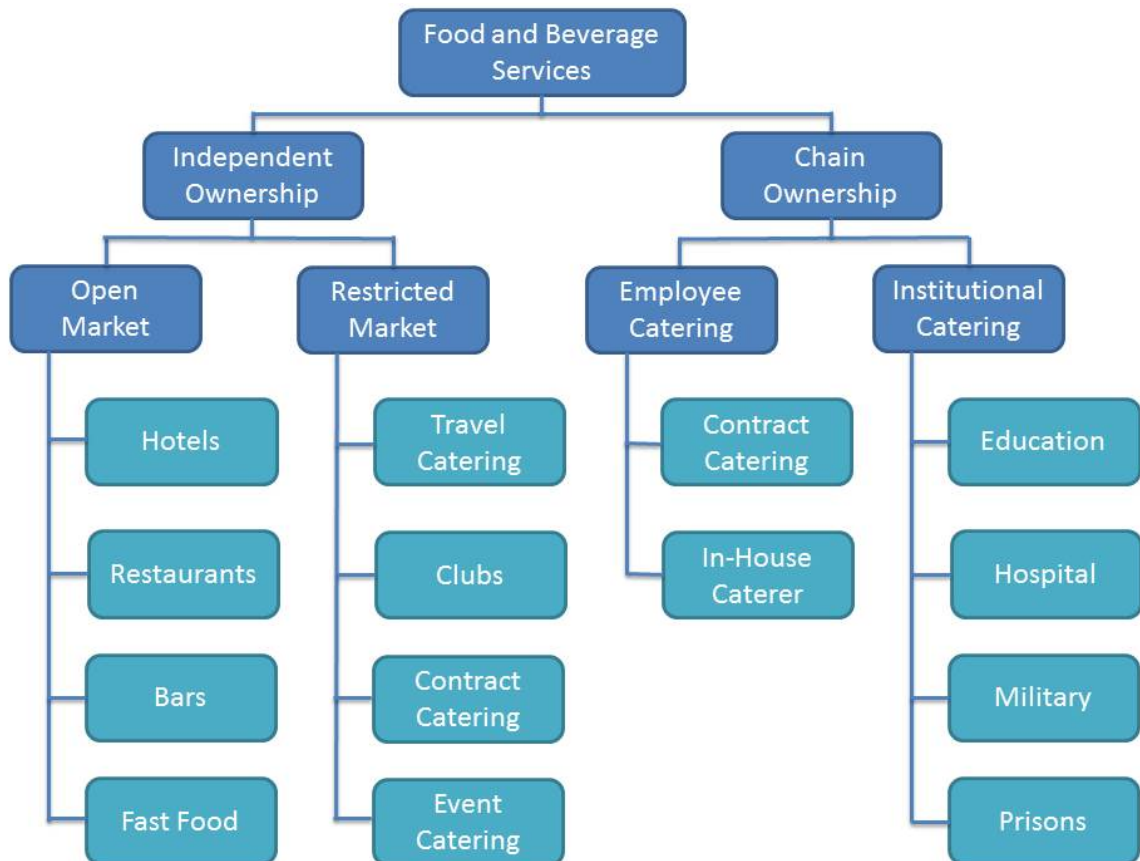 Food and Beverage
Services
Independent
Ownership
Chain
Ownership
Open
Market
Restricted
Market
Employee
Catering
Institutional
Catering
Hotels
Travel
Catering
Contract
Catering
Education
Restaurants
Clubs
In-House
Caterer
Hospital
Bars
Contract
Catering
Military
Fast Food
Event
Catering
Prisons